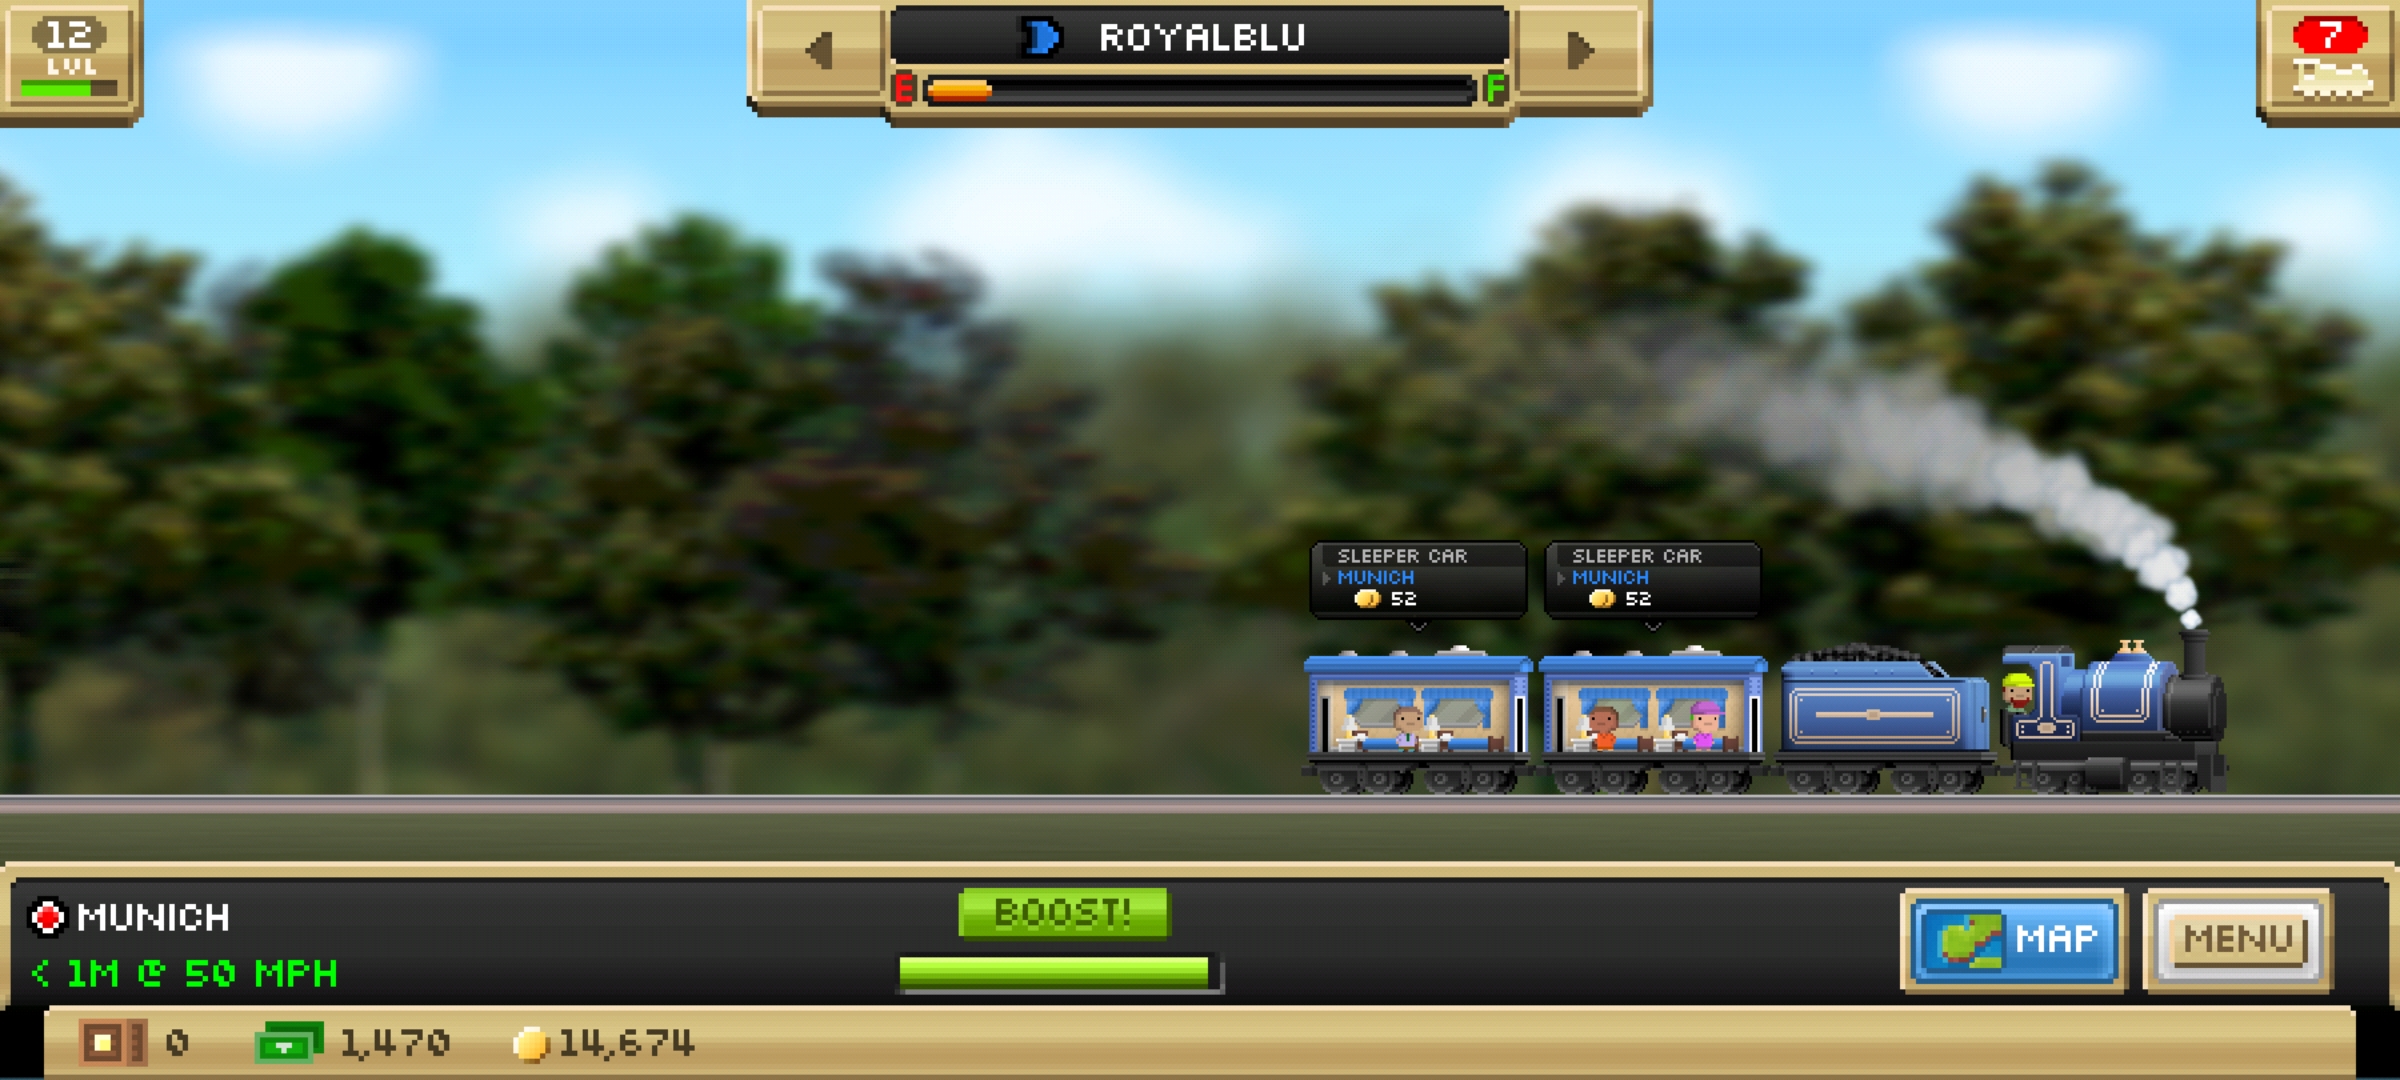 12
LVL
ROYALBLU
E F
7
SLEEPER CAR
MUNICH
52
SLEEPER CAR
MUNICH
52
MUNICH
< 1M @ 50 MPH
BOOST!
MAP
MENU
0
1,470
14,674